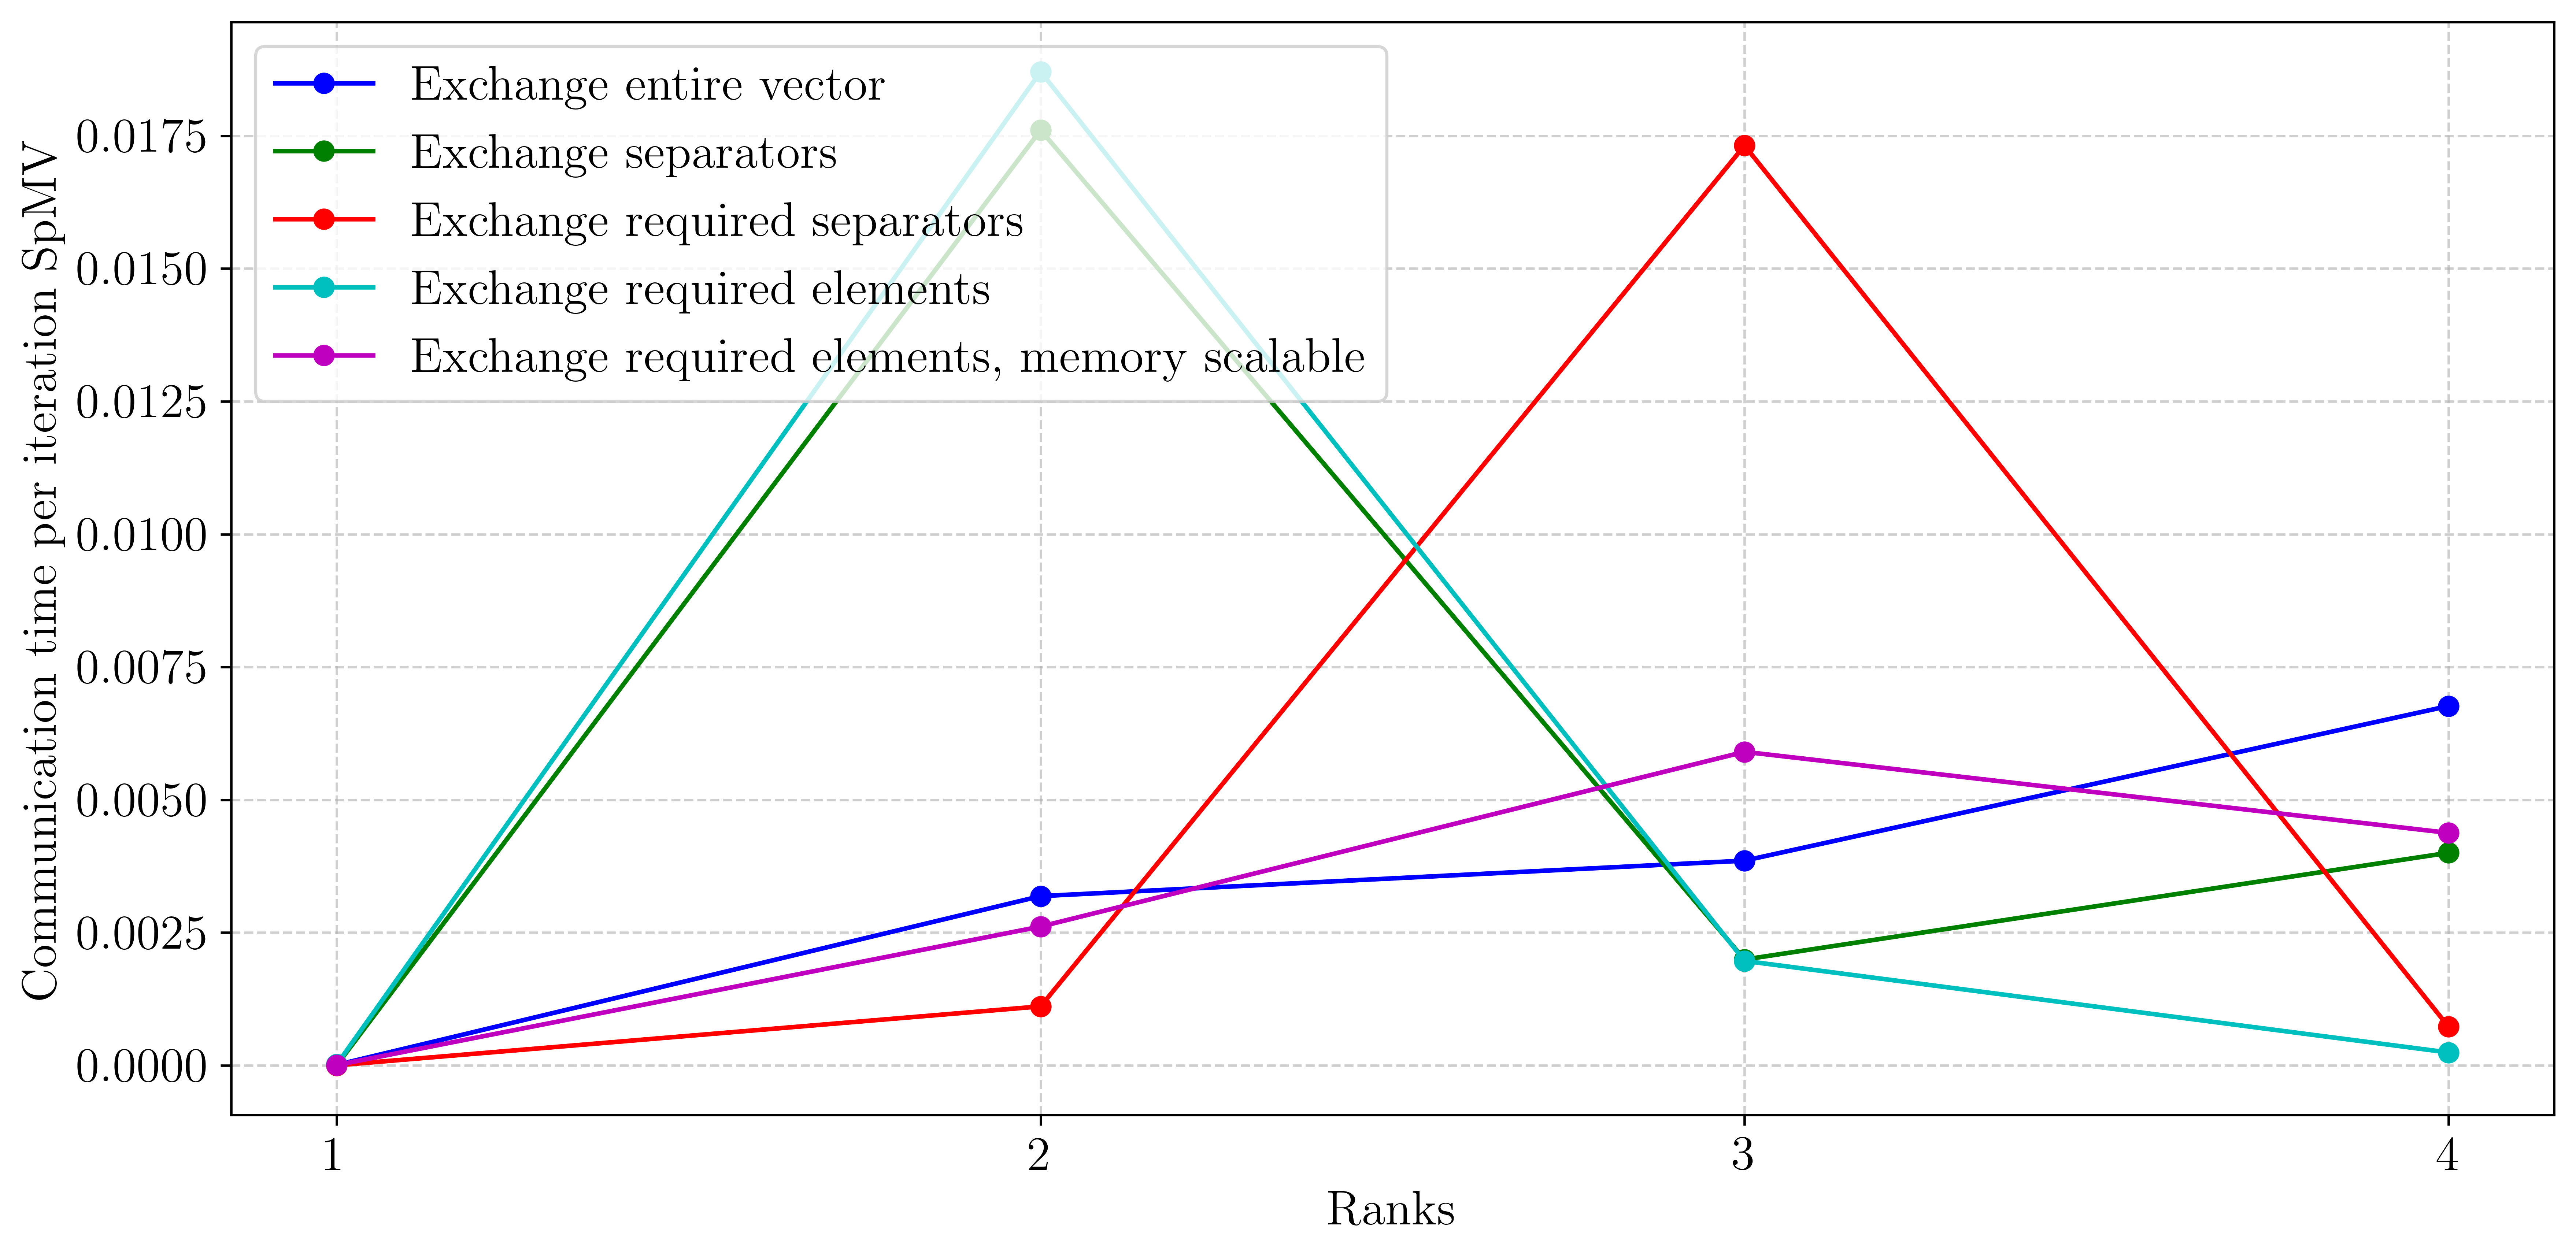 Exchange entire vector
Exchange separators
Exchange required separators
Exchange required elements
Exchange required elements, memory scalable
Communication time per iteration SpMV
0.0175
0.0150
0.0125
0.0100
0.0075
0.0050
0.0025
0.0000
1 2 3 4
Ranks